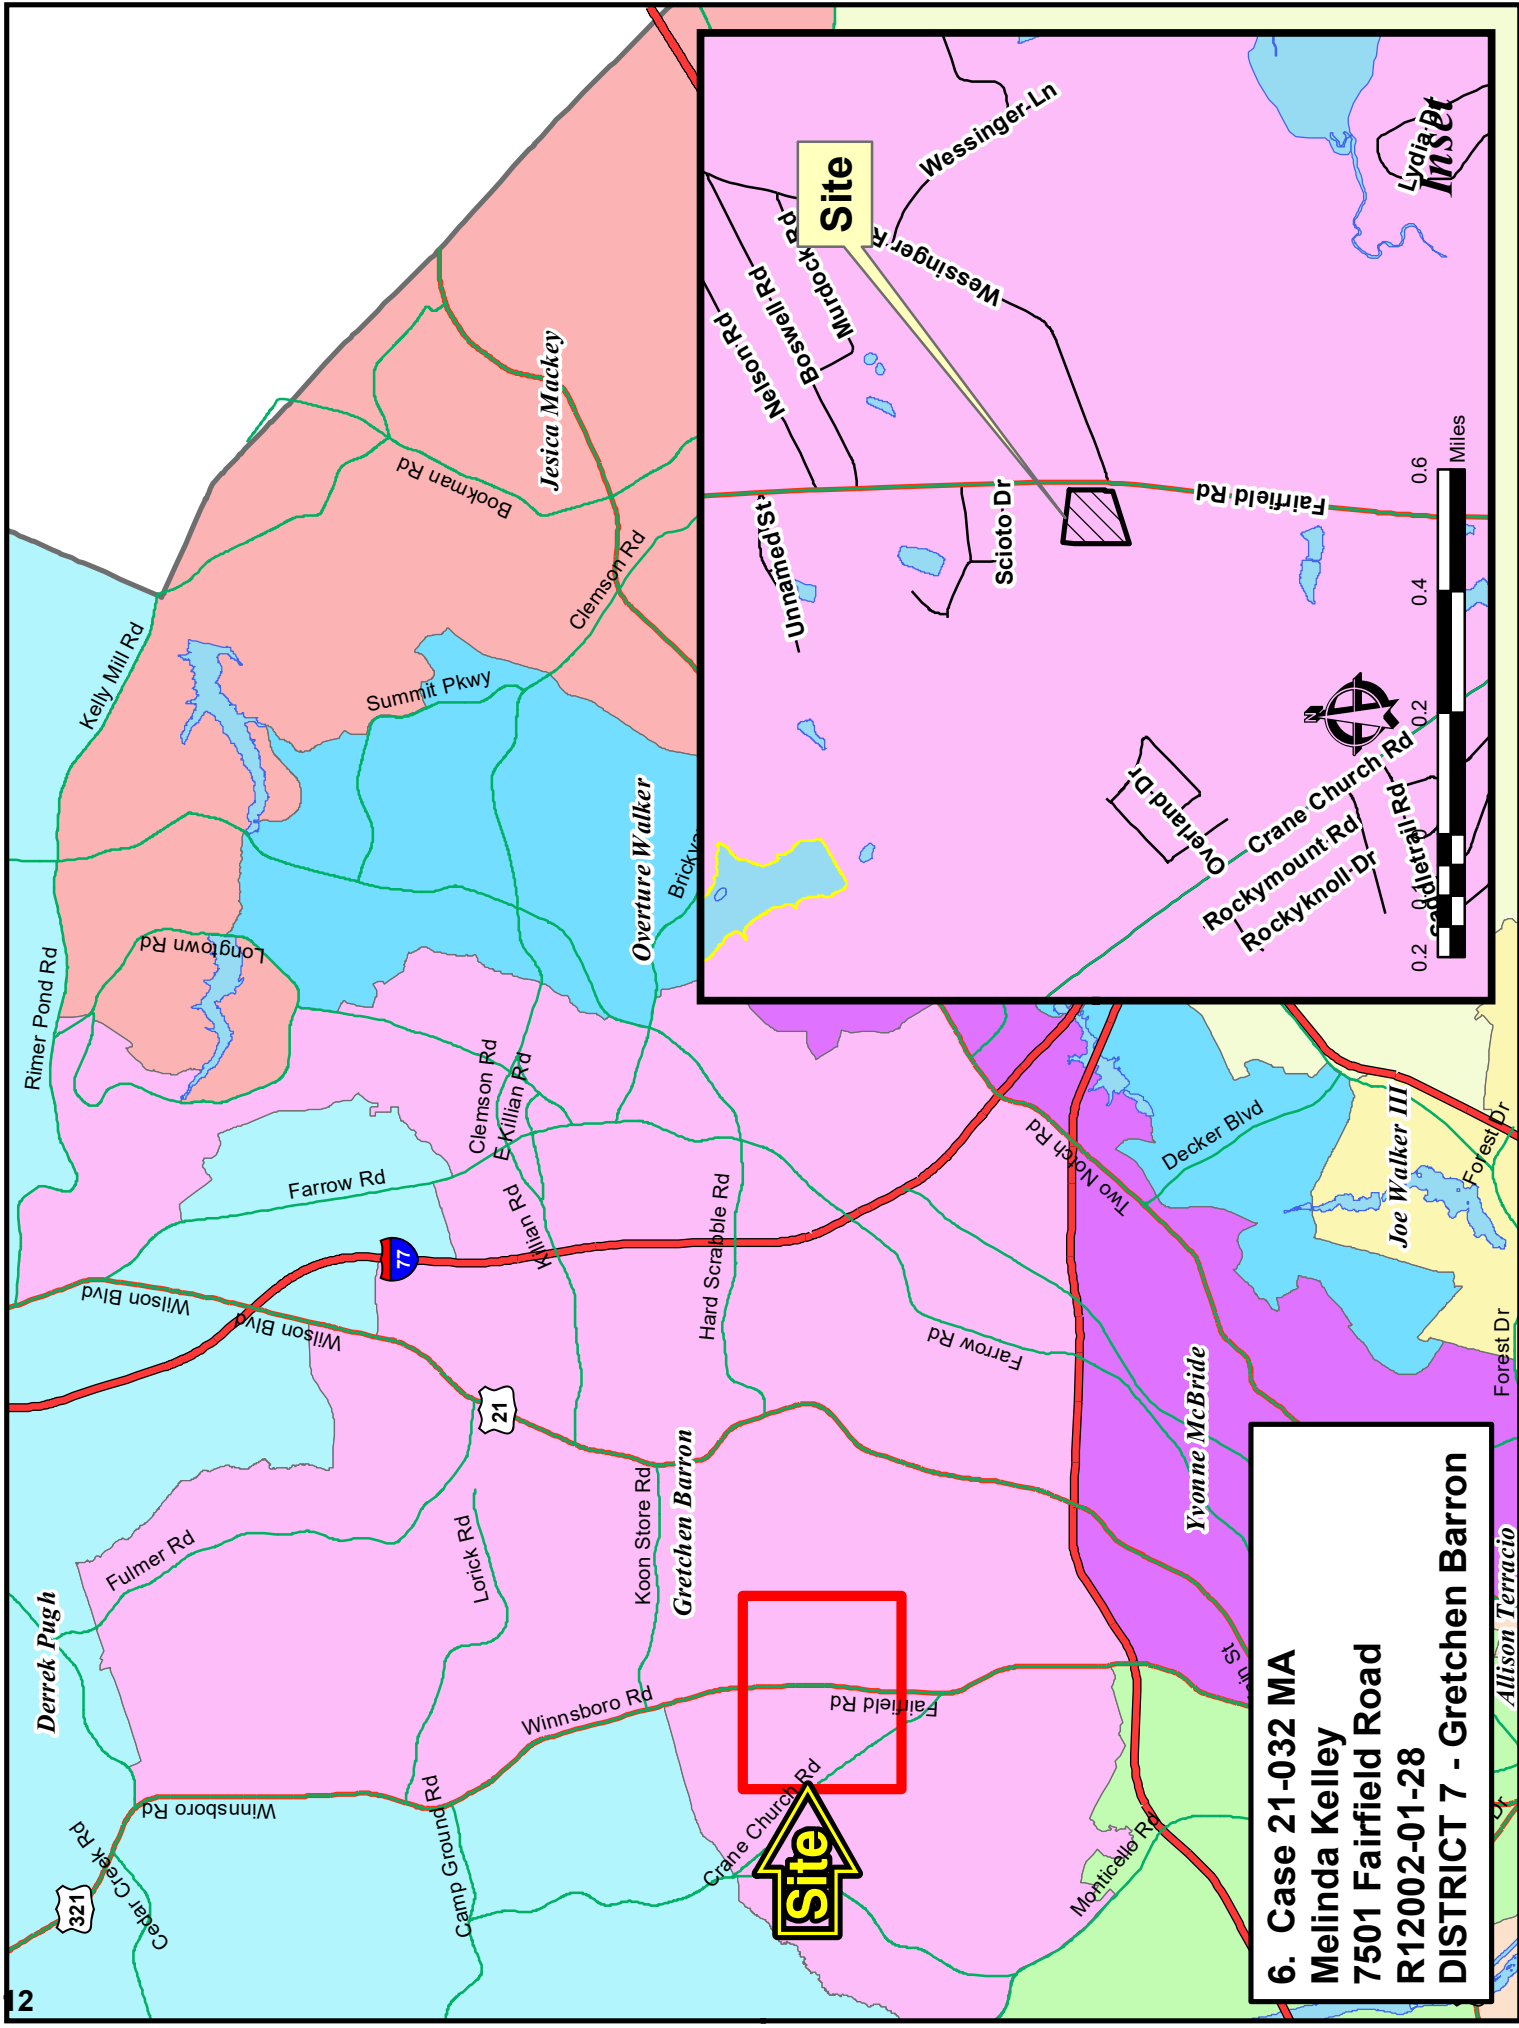 12
321
Cedar Creek Rd
Winnsboro Rd
Derrek Pugh
Fulmer Rd
Wilson Blvd
Wilson Blvd
Rimer Pond Rd
Longtown Rd
Kelly Mill Rd
Farrow Rd
77
21
Camp Ground Rd
Lorick Rd
Winnsboro Rd
Koon Store Rd
Gretchen Barron
Killian Rd
Clemson Rd
E Killian Rd
Hard Scrabble Rd
Summit Pkwy
Overture Walker
Bookman Rd
Jesica Mackey
Clemson Rd
Crane Church Rd
Fairfield Rd
Site
Farrow Rd
Two Notch Rd
Monticello Rd
Yvonne McBride
Decker Blvd
Joe Walker III
Forest Dr
Forest Dr
Allison Terracio
Dr
Nelson Rd
Boswell Rd
Murdock Rd
Site
Wessinger Ln
Wessinger R
Unnamed St
Scioto Dr
Fairfield Rd
Overland Dr
Crane Church Rd
Rockymount Rd
Rockyknoll Dr
N
0.2
0.1
0
0.2
0.4
0.6
Miles
Lydia Dr
Inset
6. Case 21-032 MA
Melinda Kelley
7501 Fairfield Road
R12002-01-28
DISTRICT 7 - Gretchen Barron